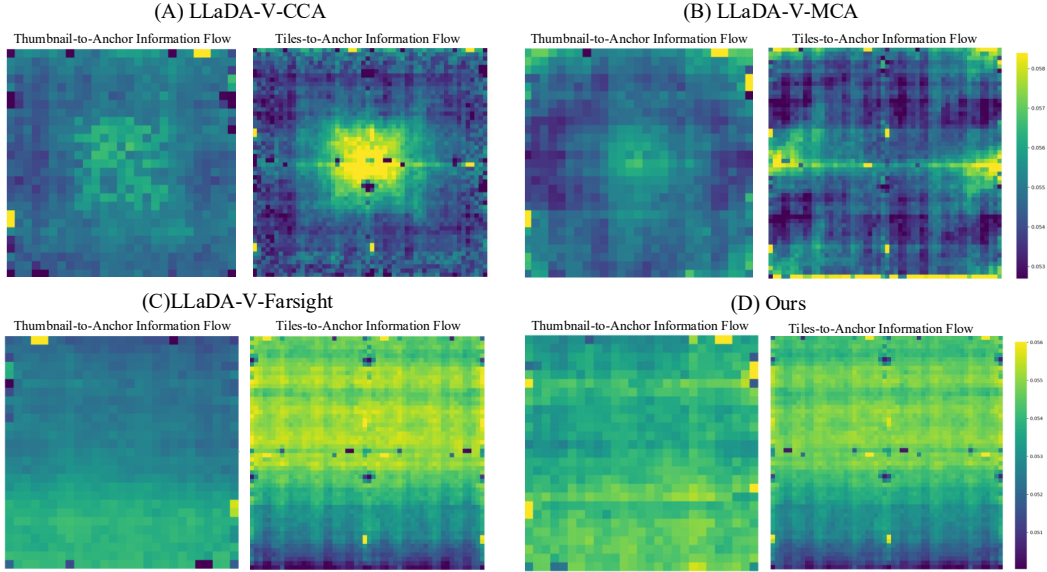 (A) LLaDA-V-CCA
(B) LLaDA-V-MCA
Thumbnail-to-Anchor Information Flow
Tiles-to-Anchor Information Flow
Thumbnail-to-Anchor Information Flow
Tiles-to-Anchor Information Flow
0.058
0.057
0.056
0.055
0.054
0.053
(C)LLaDA-V-Farsight
(D) Ours
Thumbnail-to-Anchor Information Flow
Tiles-to-Anchor Information Flow
Thumbnail-to-Anchor Information Flow
Tiles-to-Anchor Information Flow
0.056
0.055
0.054
0.053
0.052
0.051